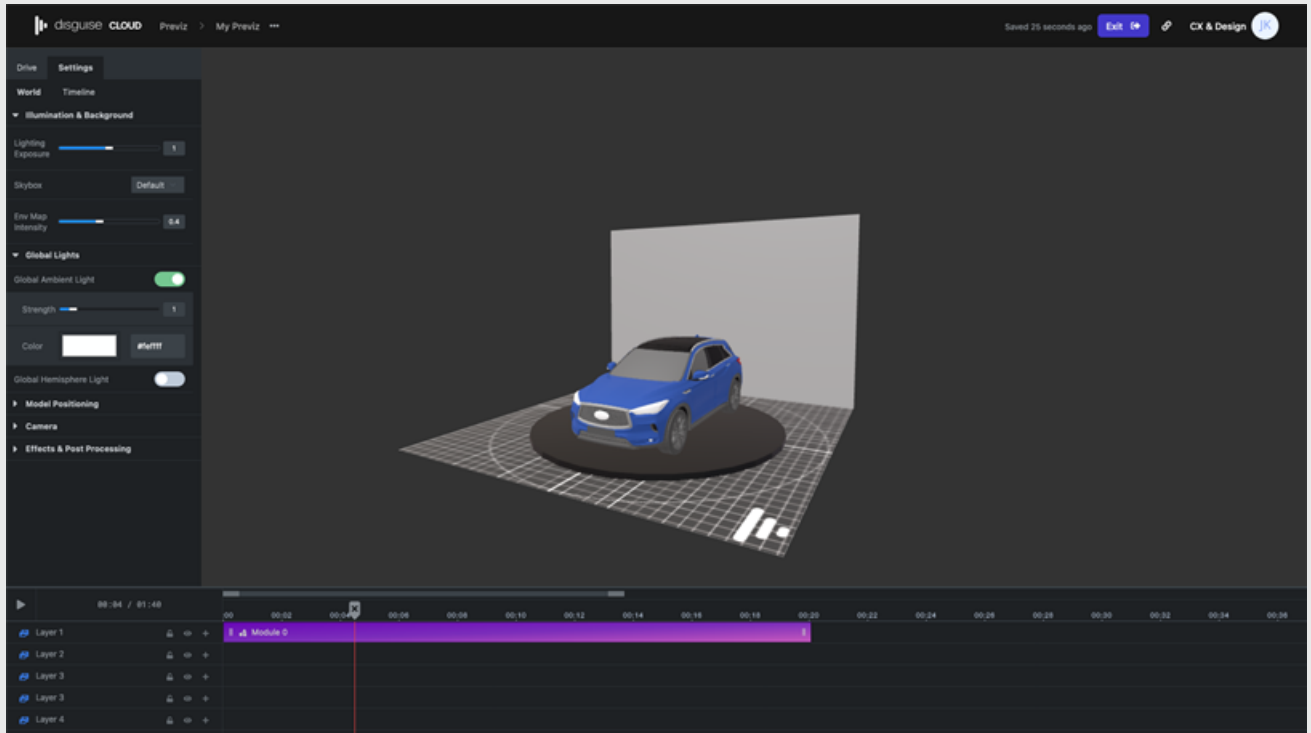 disguise CLOUD Previz > My Previz ••• Saved 25 seconds ago Exit CX & Design JK
Drive Settings
World Timeline
Illumination & Background
Lighting
Exposure
1
Skybox Default
Env Map
Intensity
0.4
Global Lights
Global Ambient Light
Strength 1
Color #feffff
Global Hemisphere Light
Model Positioning
Camera
Effects & Post Processing
00:04 / 01:40
:00 00:02 00:04 00:06 00:08 00:10 00:12 00:14 00:16 00:18 00:20 00:22 00:24 00:26 00:28 00:30 00:32 00:34 00:36
Layer 1 Module 0
Layer 2
Layer 3
Layer 3
Layer 4